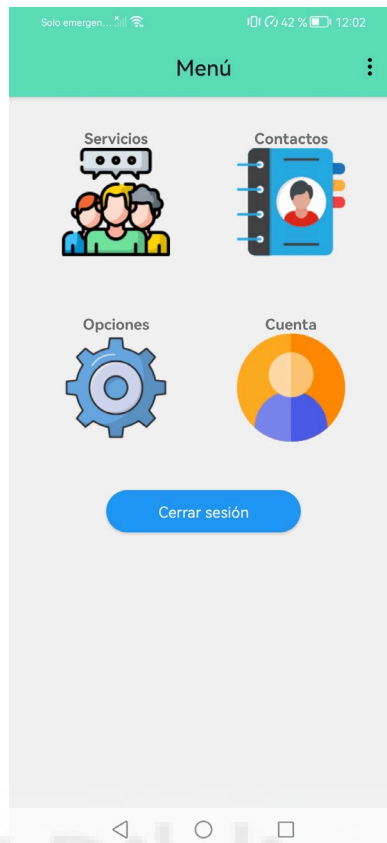 Solo emergen... 42 % 12:02
Menú
Servicios Contactos
Opciones Cuenta
Cerrar sesión